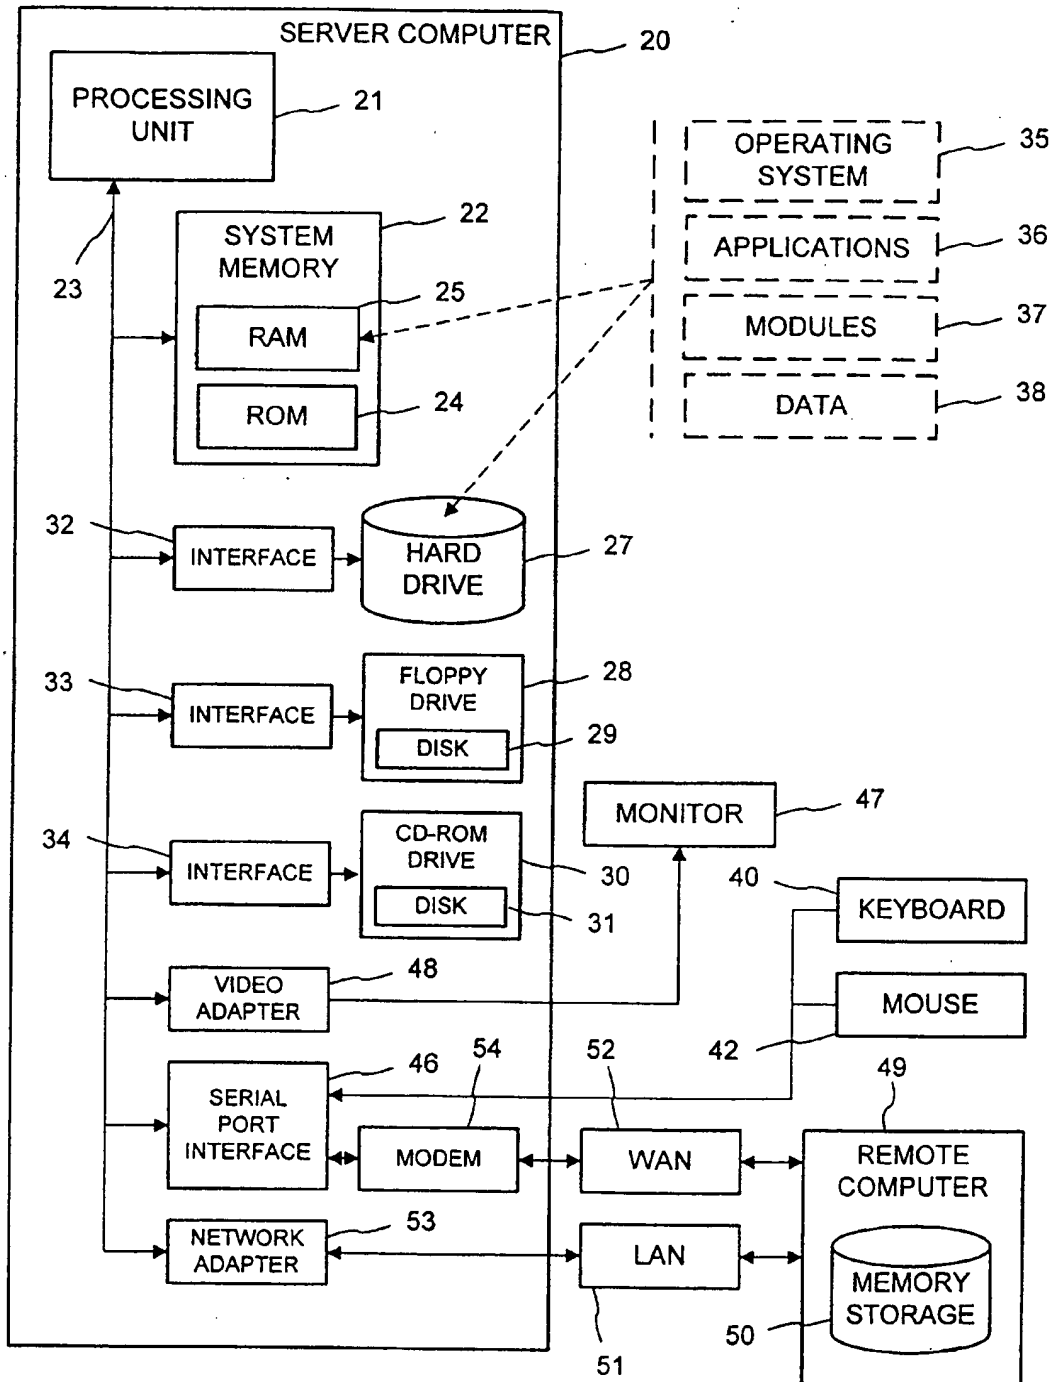 SERVER COMPUTER
20
PROCESSING
UNIT
21
OPERATING
SYSTEM
35
23
SYSTEM
MEMORY
22
APPLICATIONS
36
25
RAM
MODULES
37
ROM
24
DATA
38
32
INTERFACE
HARD
DRIVE
27
33
INTERFACE
FLOPPY
DRIVE
28
DISK
29
MONITOR
47
34
INTERFACE
CD-ROM
DRIVE
30
DISK
31
40
KEYBOARD
VIDEO
ADAPTER
48
MOUSE
42
SERIAL
PORT
INTERFACE
46
54
MODEM
52
WAN
49
REMOTE
COMPUTER
NETWORK
ADAPTER
53
LAN
51
MEMORY
STORAGE
50